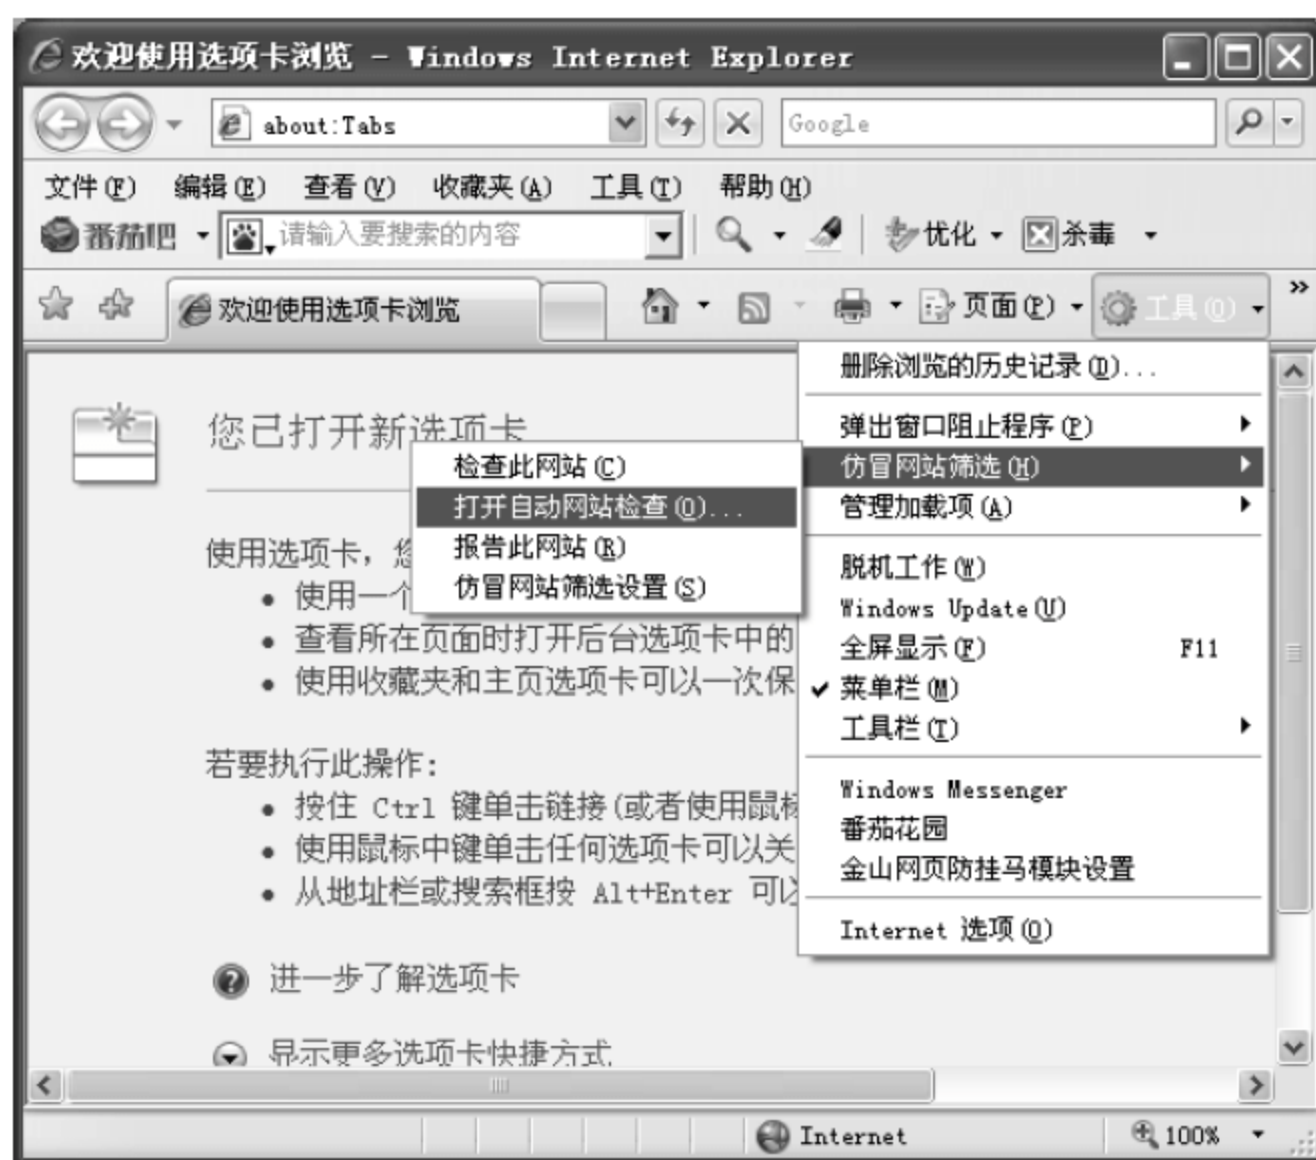 欢迎使用选项卡浏览 - Windows Internet Explorer
about:Tabs
Google
文件(F) 编辑(E) 查看(V) 收藏夹(A) 工具(T) 帮助(H)
番茄吧 请输入要搜索的内容 优化 杀毒
欢迎使用选项卡浏览 页面(P) 工具(O) »
您已打开新选项卡
使用选项卡，您
使用一个
查看所在页面时打开后台选项卡中的
使用收藏夹和主页选项卡可以一次保
若要执行此操作:
按住 Ctrl 键单击链接(或者使用鼠标
使用鼠标中键单击任何选项卡可以关
从地址栏或搜索框按 Alt+Enter 可以
进一步了解选项卡
显示更多选项卡快捷方式
检查此网站(C)
打开自动网站检查(O)...
报告此网站(R)
仿冒网站筛选设置(S)
删除浏览的历史记录(D)...
弹出窗口阻止程序(P)
仿冒网站筛选(H)
管理加载项(A)
脱机工作(W)
Windows Update(U)
全屏显示(F) F11
菜单栏(M)
工具栏(T)
Windows Messenger
番茄花园
金山网页防挂马模块设置
Internet 选项(O)
Internet 100%